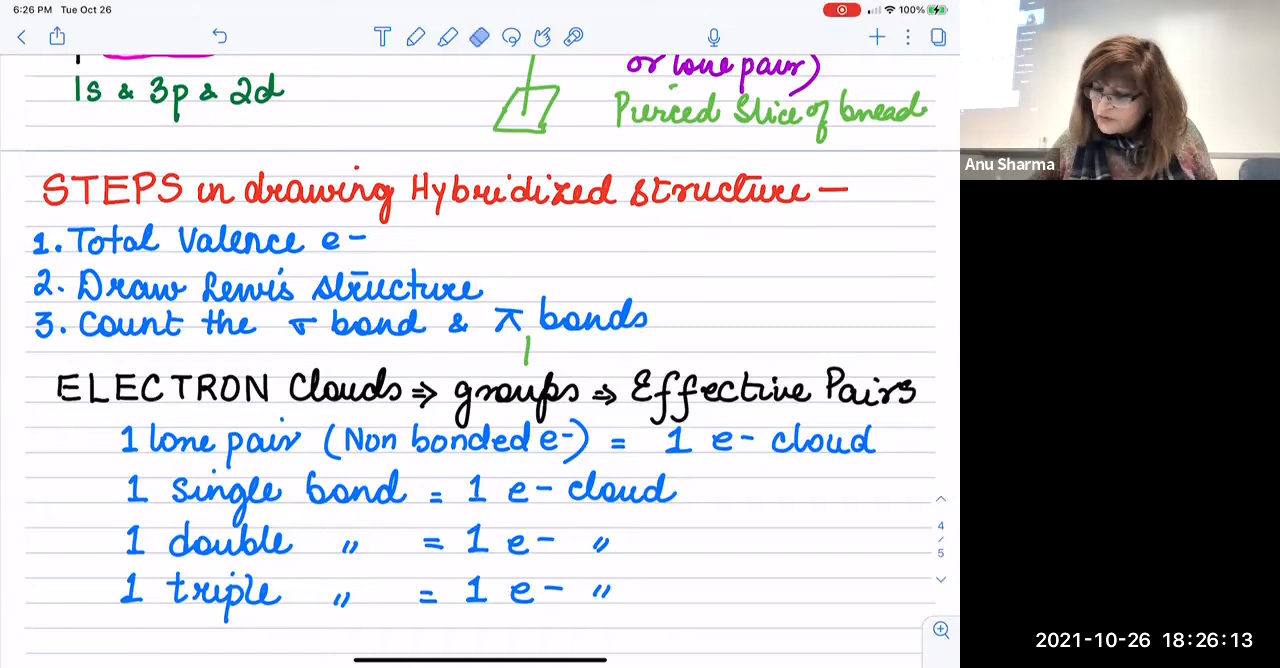 6:26 PM Tue Oct 26
100%
or lone pair)
1s & 3p & 2d
Pierced Slice of bread
STEPS in drawing Hybridized structure —
1. Total Valence e-
2. Draw Lewis structure
3. Count the σ bond & π bonds
ELECTRON Clouds ⇒ groups ⇒ Effective Pairs
1 lone pair (Non bonded e-) = 1 e- cloud
1 single bond = 1 e- cloud
1 double " = 1 e- "
1 triple " = 1 e- "
4
/
5
Anu Sharma
2021-10-26 18:26:13